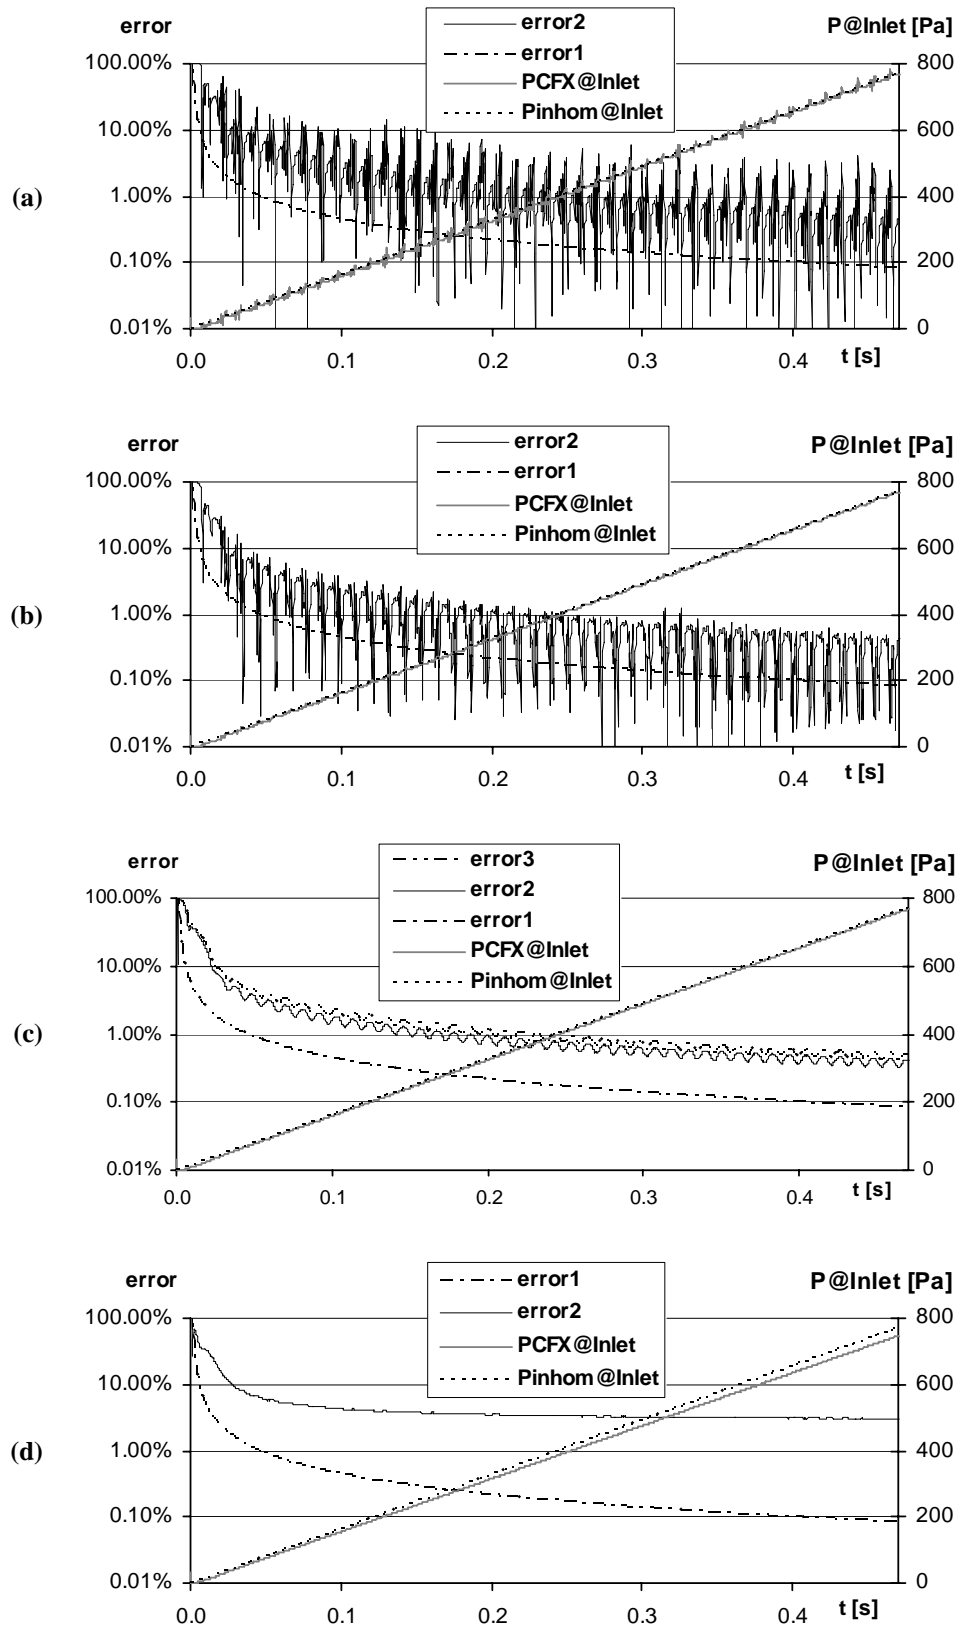 error
P@Inlet [Pa]
error2
error1
PCFX@Inlet
Pinhom@Inlet
100.00%
10.00%
1.00%
0.10%
0.01%
800
600
400
200
0
(a)
0.0
0.1
0.2
0.3
0.4
t [s]
error
P@Inlet [Pa]
error2
error1
PCFX@Inlet
Pinhom@Inlet
100.00%
10.00%
1.00%
0.10%
0.01%
800
600
400
200
0
(b)
0.0
0.1
0.2
0.3
0.4
t [s]
error
P@Inlet [Pa]
error3
error2
error1
PCFX@Inlet
Pinhom@Inlet
100.00%
10.00%
1.00%
0.10%
0.01%
800
600
400
200
0
(c)
0.0
0.1
0.2
0.3
0.4
t [s]
error
P@Inlet [Pa]
error1
error2
PCFX@Inlet
Pinhom@Inlet
100.00%
10.00%
1.00%
0.10%
0.01%
800
600
400
200
0
(d)
0.0
0.1
0.2
0.3
0.4
t [s]